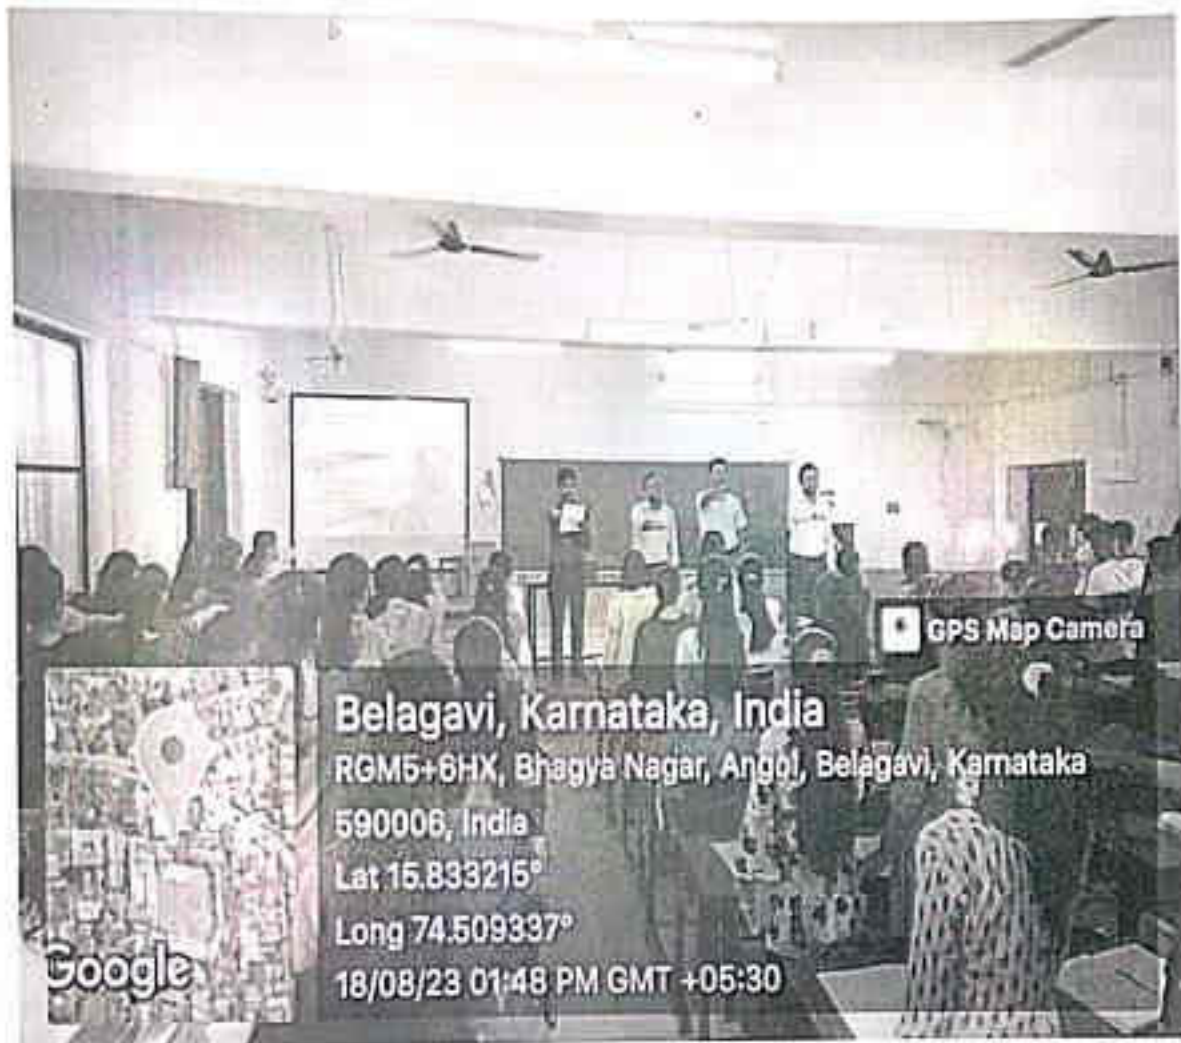 GPS Map Camera
Belagavi, Karnataka, India
RGM5+6HX, Bhagya Nagar, Angol, Belagavi, Karnataka
590006, India
Lat 15.833215°
Long 74.509337°
18/08/23 01:48 PM GMT +05:30
Google